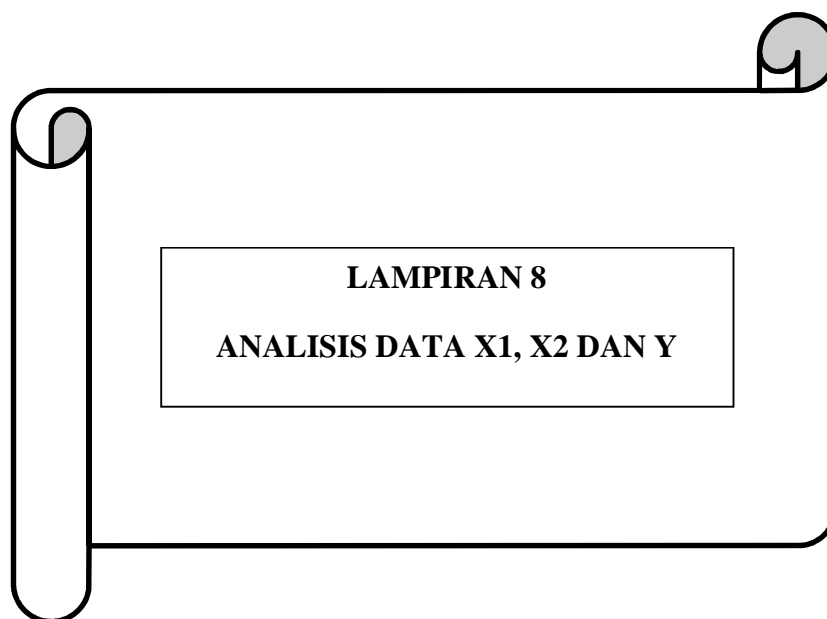 LAMPIRAN 8
ANALISIS DATA X1, X2 DAN Y